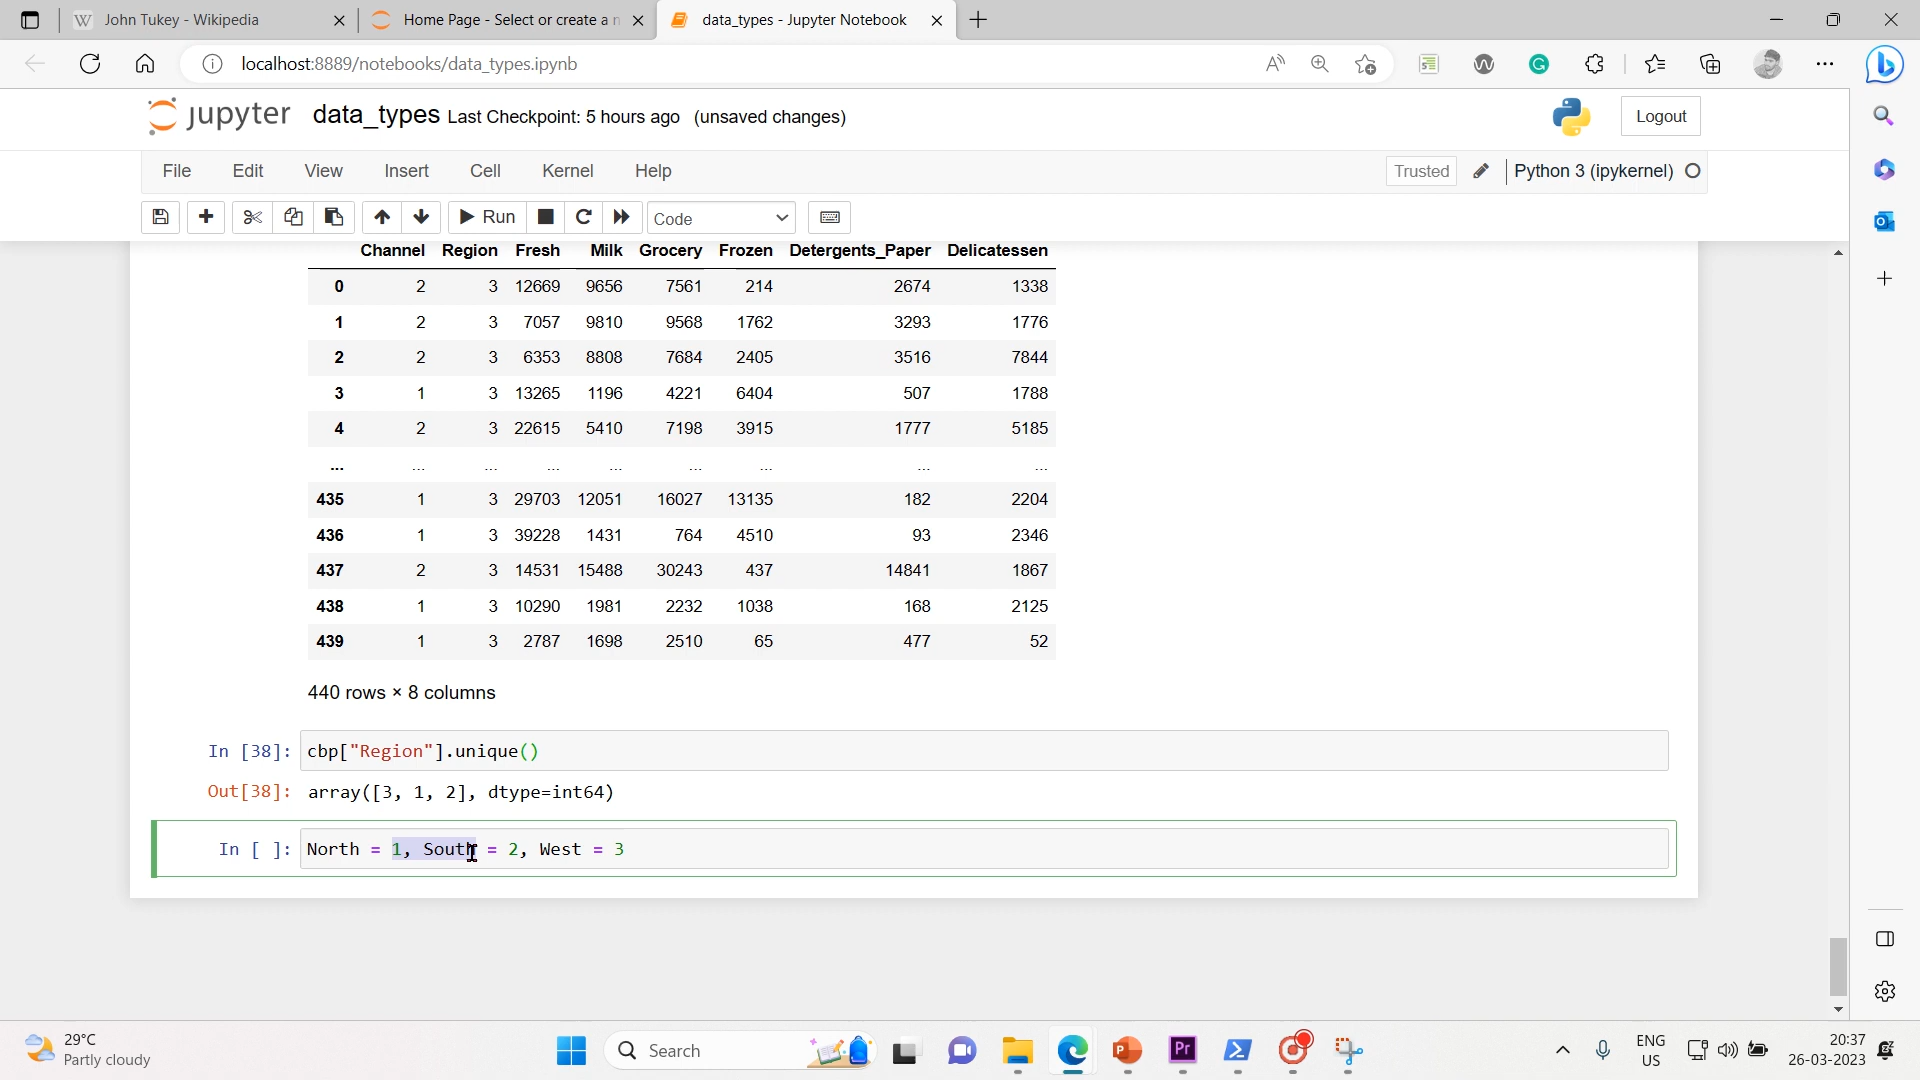 John Tukey - Wikipedia
Home Page - Select or create a n
data_types - Jupyter Notebook
localhost:8889/notebooks/data_types.ipynb
jupyter data_types Last Checkpoint: 5 hours ago (unsaved changes)
Logout
File Edit View Insert Cell Kernel Help
Trusted Python 3 (ipykernel)
Run Code
Channel Region Fresh Milk Grocery Frozen Detergents_Paper Delicatessen
0 2 3 12669 9656 7561 214 2674 1338
1 2 3 7057 9810 9568 1762 3293 1776
2 2 3 6353 8808 7684 2405 3516 7844
3 1 3 13265 1196 4221 6404 507 1788
4 2 3 22615 5410 7198 3915 1777 5185
... ... ... ... ... ... ... ... ...
435 1 3 29703 12051 16027 13135 182 2204
436 1 3 39228 1431 764 4510 93 2346
437 2 3 14531 15488 30243 437 14841 1867
438 1 3 10290 1981 2232 1038 168 2125
439 1 3 2787 1698 2510 65 477 52
440 rows × 8 columns
In [38]: cbp["Region"].unique()
Out[38]: array([3, 1, 2], dtype=int64)
In [ ]: North = 1, South = 2, West = 3
29°C
Partly cloudy
Search
Pr
ENG
US
20:37
26-03-2023